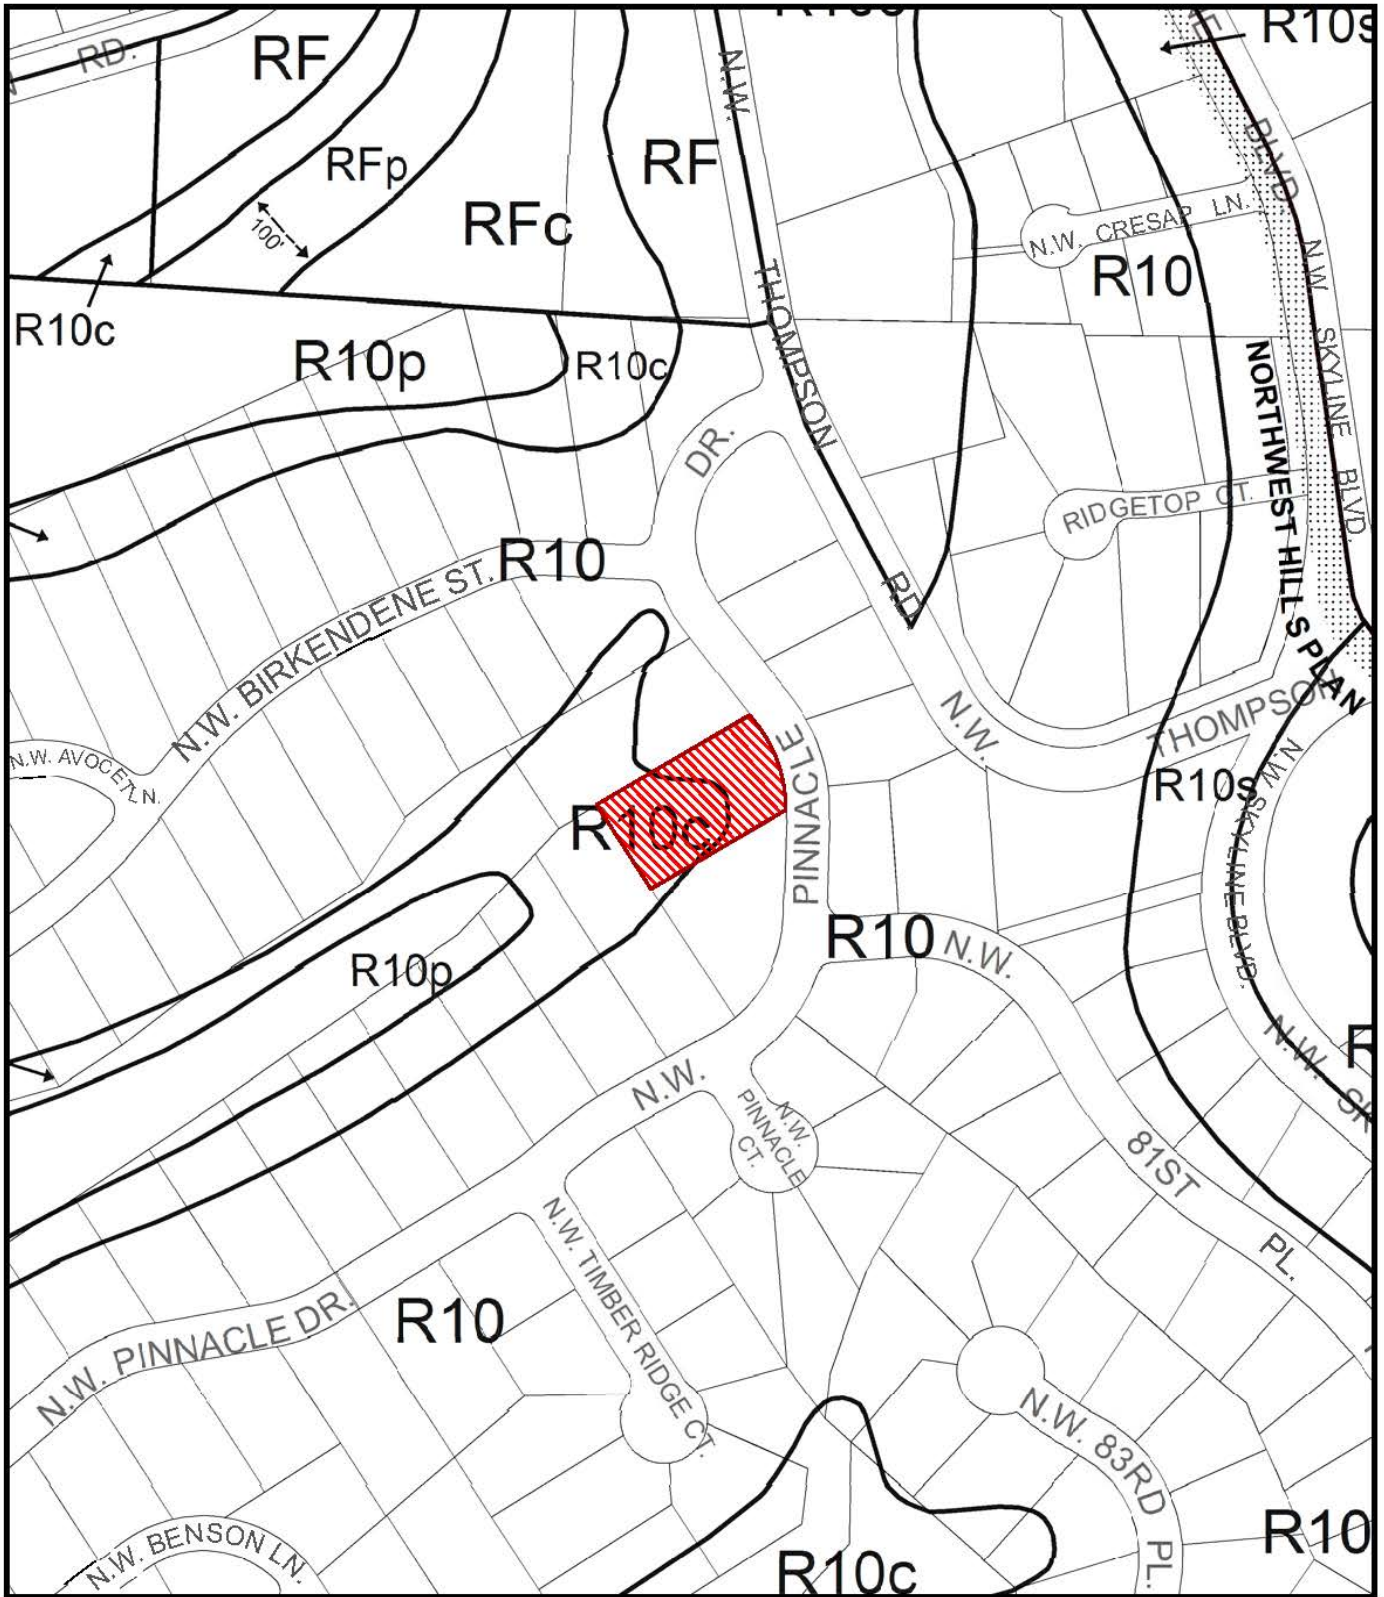 R10s
RD.
RF
N.W.
BLVD.
RFp
RF
RFc
100'
N.W. CRESAP LN.
R10
N.W. SKYLINE BLVD.
R10c
R10p
R10c
THOMPSON
RD.
NORTHWEST HILLS PLAN
DR.
RIDGETOP CT.
R10
N.W. BIRKENDENE ST.
N.W.
THOMPSON
N.W. AVOCET LN.
R10s
N.W. SKYLINE BLVD.
PINNACLE
R10c
R10
N.W.
R10p
N.W.
N.W.
N.W. PINNACLE CT.
81ST
PL.
N.W. TIMBER RIDGE CT.
R10
N.W. PINNACLE DR.
N.W. 83RD PL.
N.W. BENSON LN.
R10
R10c